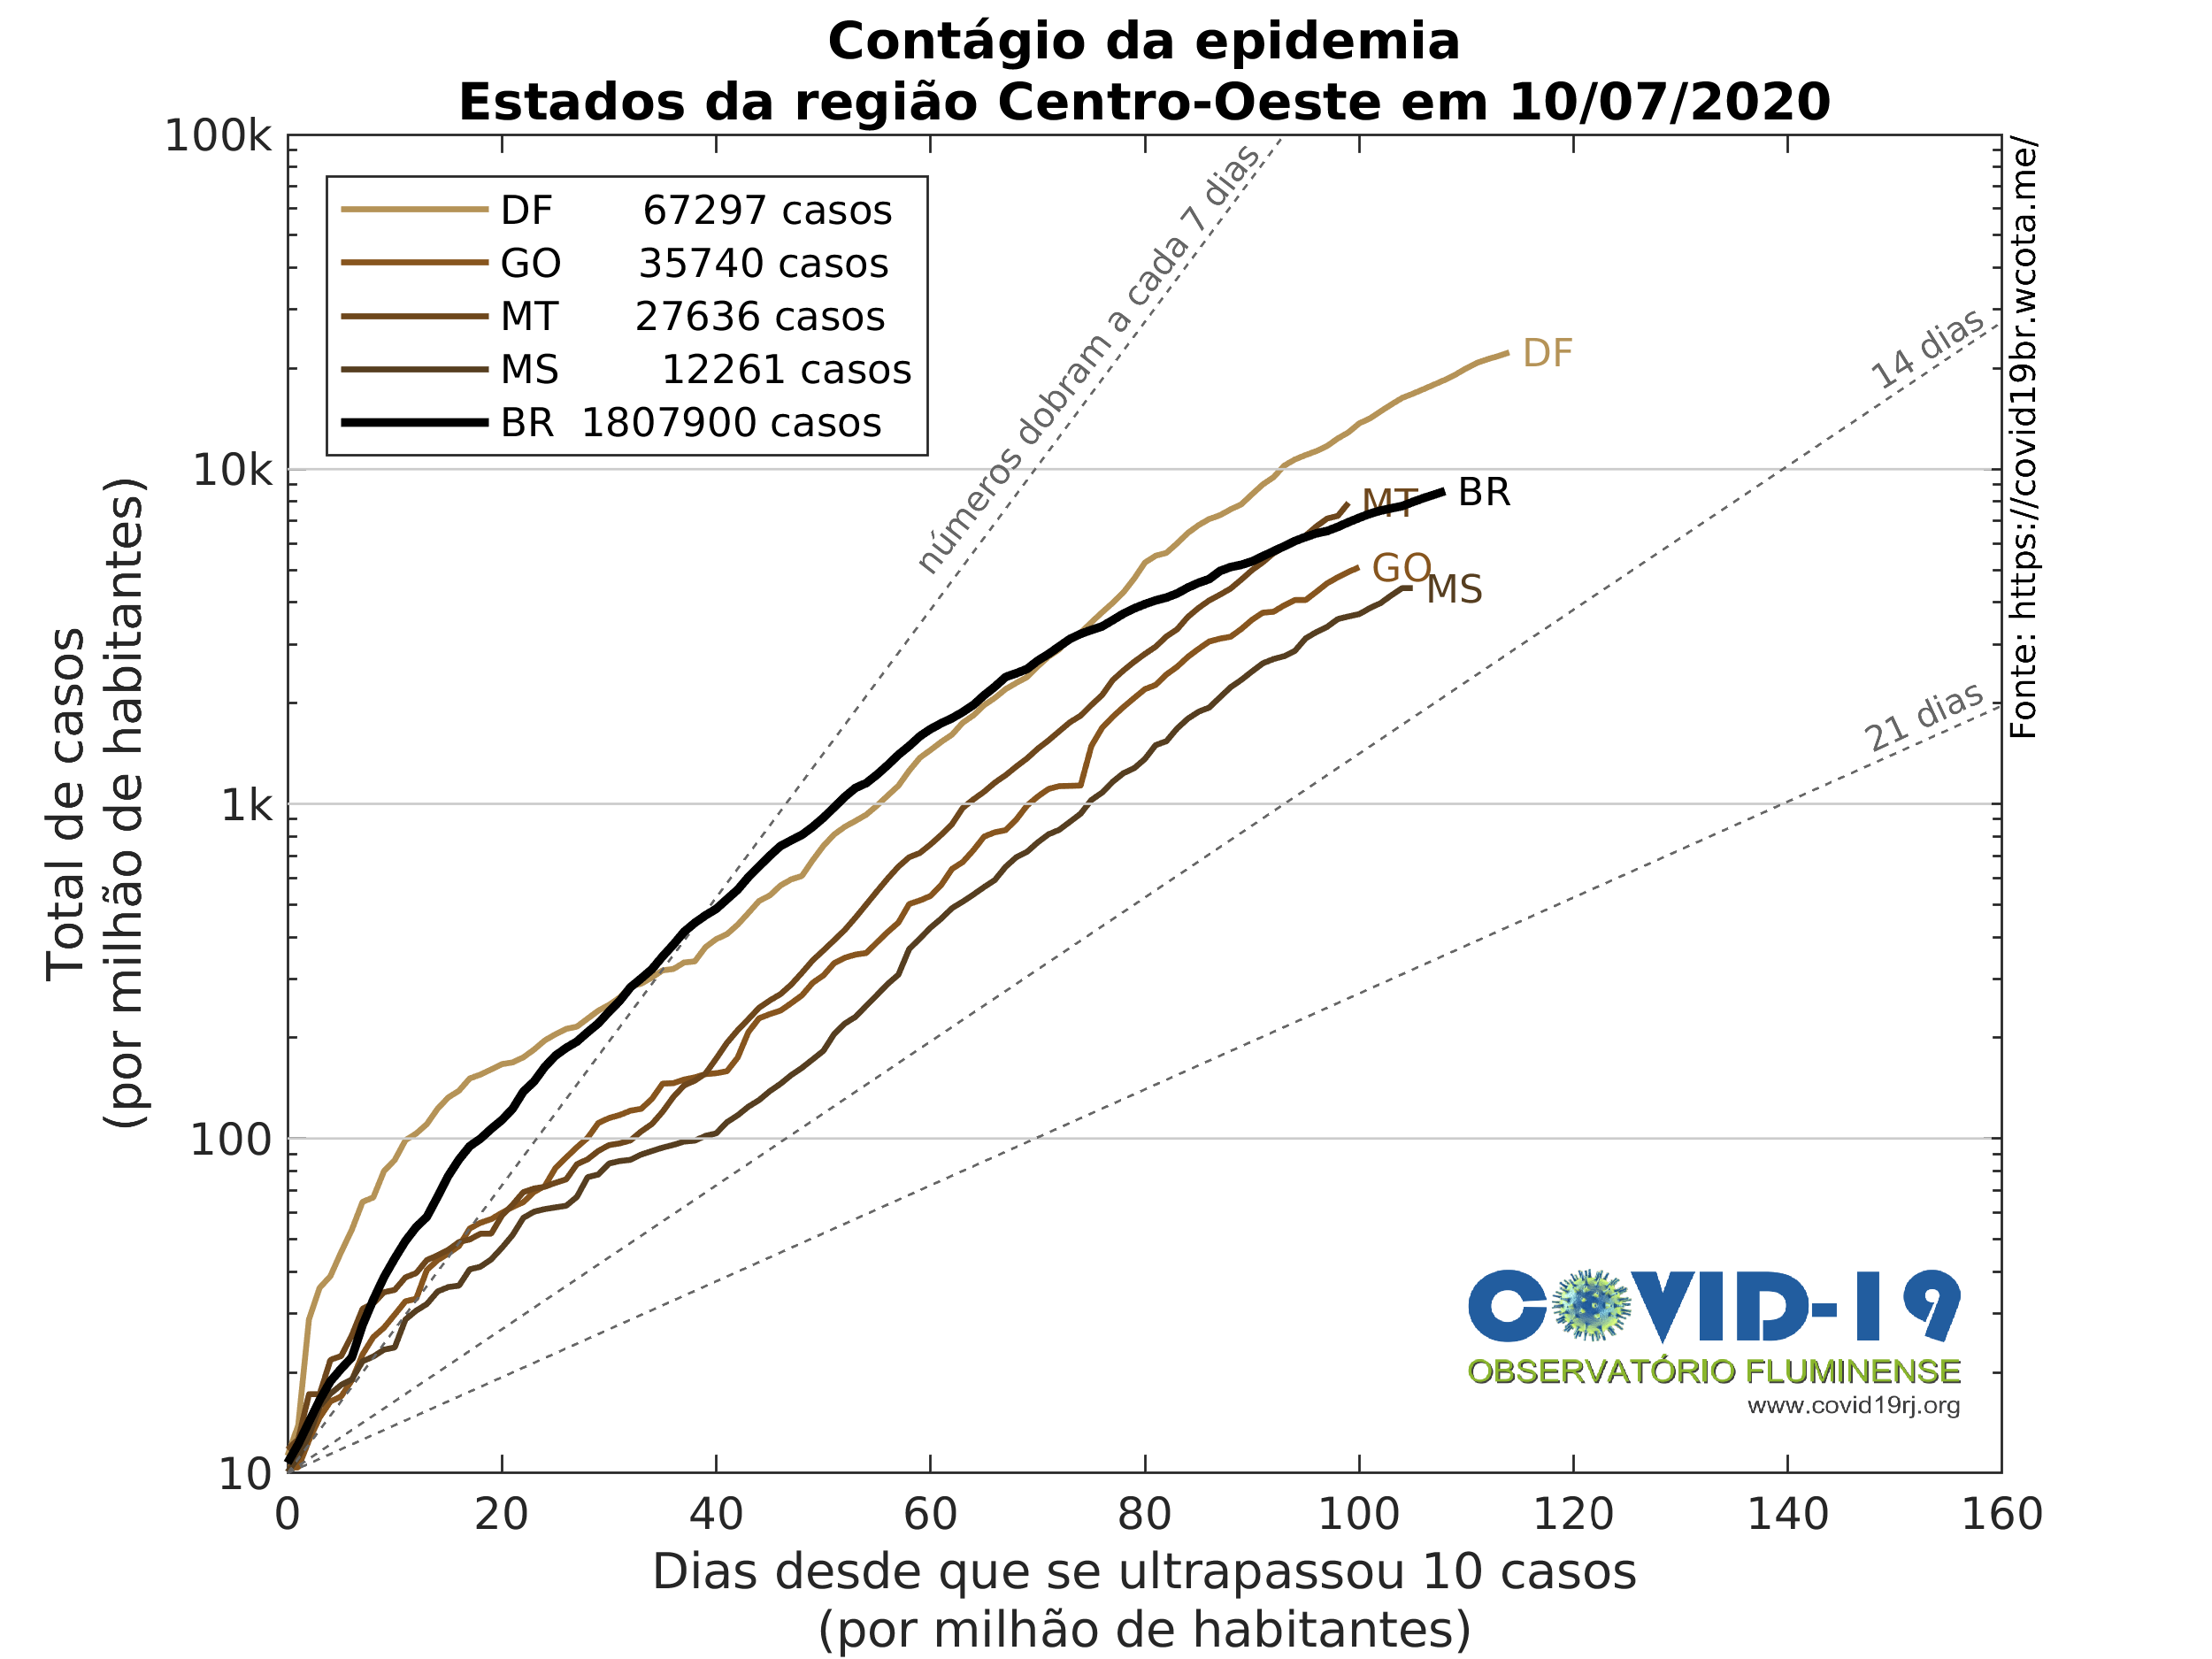 Contágio da epidemia
Estados da região Centro-Oeste em 10/07/2020
100k
10k
1k
100
10
Total de casos
(por milhão de habitantes)
DF 67297 casos
GO 35740 casos
MT 27636 casos
MS 12261 casos
BR 1807900 casos
números dobram a cada 7 dias
14 dias
21 dias
DF
MT
BR
GO
MS
Fonte: https://covid19br.wcota.me/
COVID-19
OBSERVATÓRIO FLUMINENSE
www.covid19rj.org
0 20 40 60 80 100 120 140 160
Dias desde que se ultrapassou 10 casos
(por milhão de habitantes)